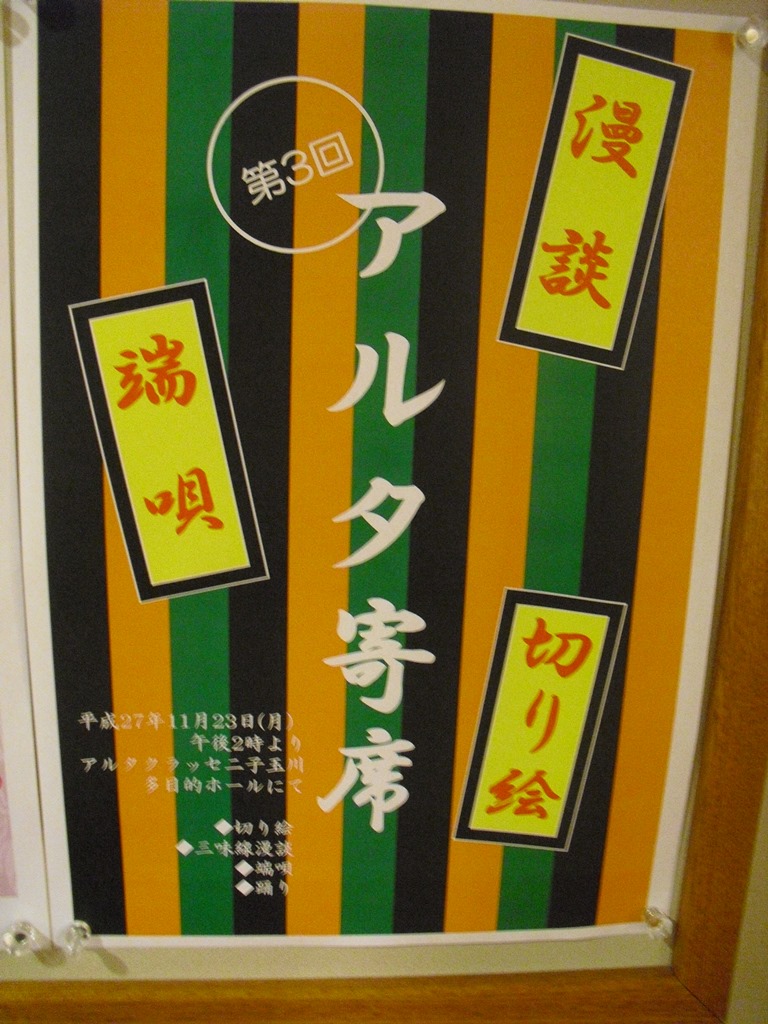 第3回
アルタ寄席
漫談
端唄
切り絵
平成27年11月23日(月)
午後2時より
アルタクラッセ二子玉川
多目的ホールにて
◆切り絵
◆三味線漫談
◆端唄
◆踊り